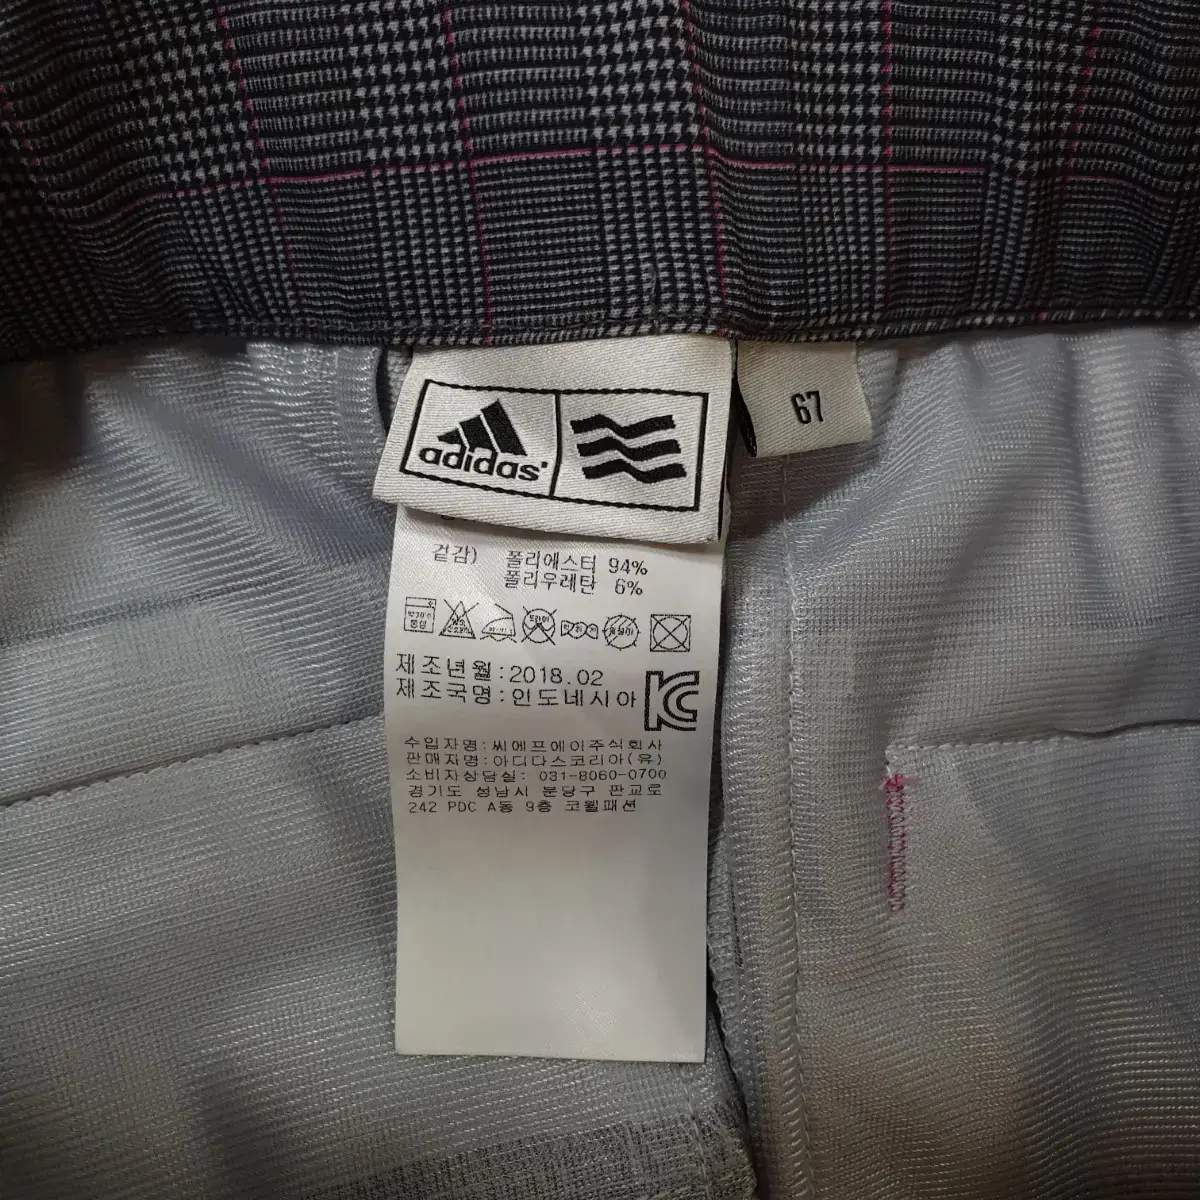 adidas
67
겉감) 폴리에스터 94%
폴리우레탄 6%
제조년월:2018.02
제조국명:인도네시아
수입자명:씨에프에이주식회사
판매자명:아디다스코리아(유)
소비자상담실: 031-8060-0700
경기도 성남시 분당구 판교로
242 PDC A동 9층 코웰패션